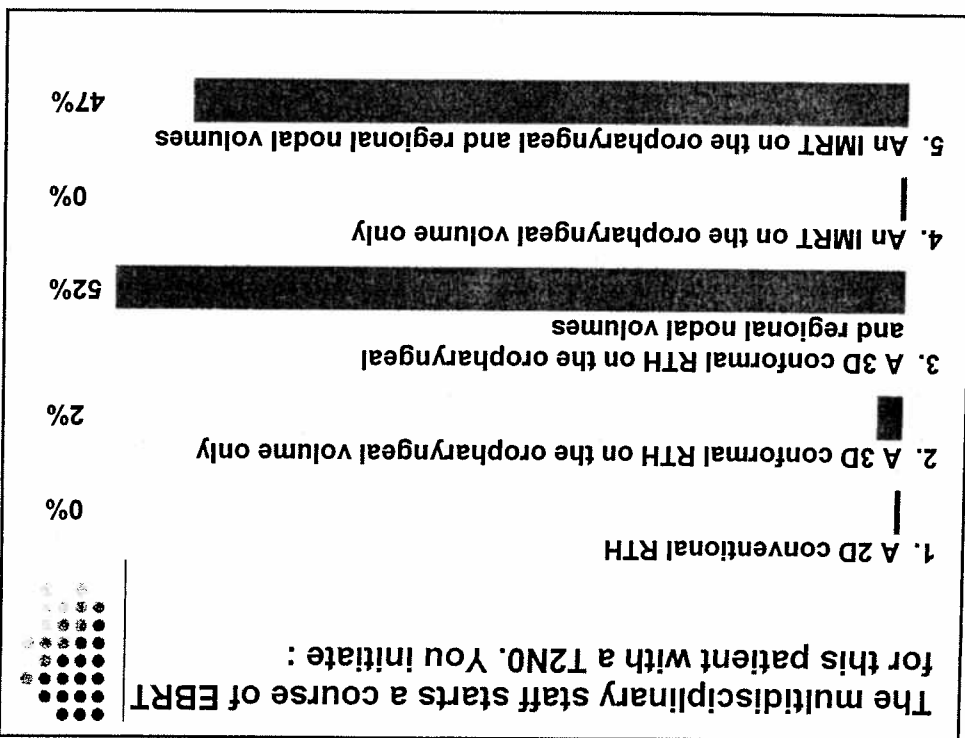 The multidisciplinary staff starts a course of EBRT
for this patient with a T2N0. You initiate :
1. A 2D conventional RTH
0%
2. A 3D conformal RTH on the oropharyngeal volume only
2%
3. A 3D conformal RTH on the oropharyngeal
and regional nodal volumes
52%
4. An IMRT on the oropharyngeal volume only
0%
5. An IMRT on the oropharyngeal and regional nodal volumes
47%